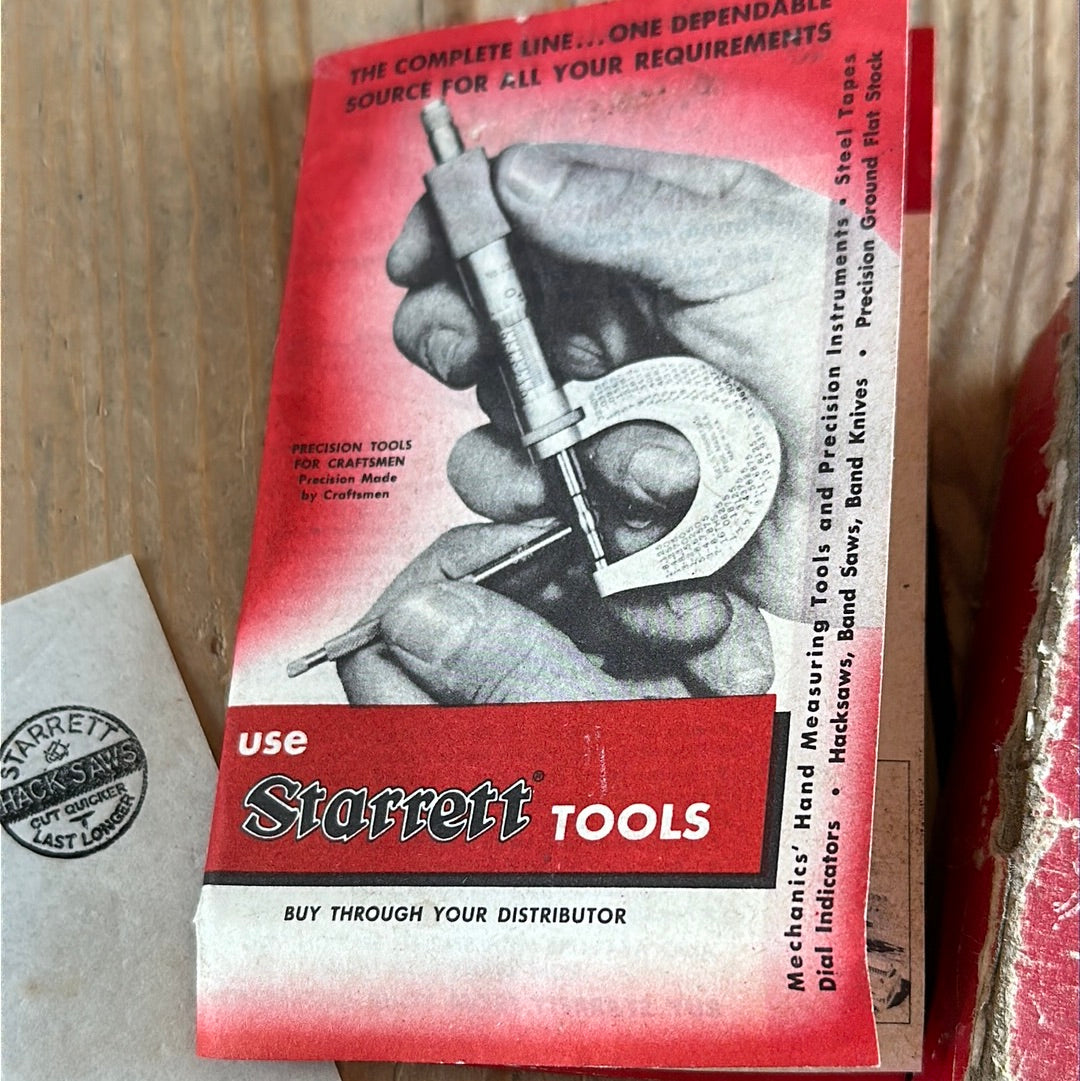 THE COMPLETE LINE...ONE DEPENDABLE
SOURCE FOR ALL YOUR REQUIREMENTS
PRECISION TOOLS
FOR CRAFTSMEN
Precision Made
by Craftsmen
Mechanics' Hand Measuring Tools and Precision Instruments • Steel Tapes
Dial Indicators • Hacksaws, Band Saws, Band Knives • Precision Ground Flat Stock
use
Starrett® TOOLS
BUY THROUGH YOUR DISTRIBUTOR
STARRETT
HACK-SAWS
CUT QUICKER
LAST LONGER